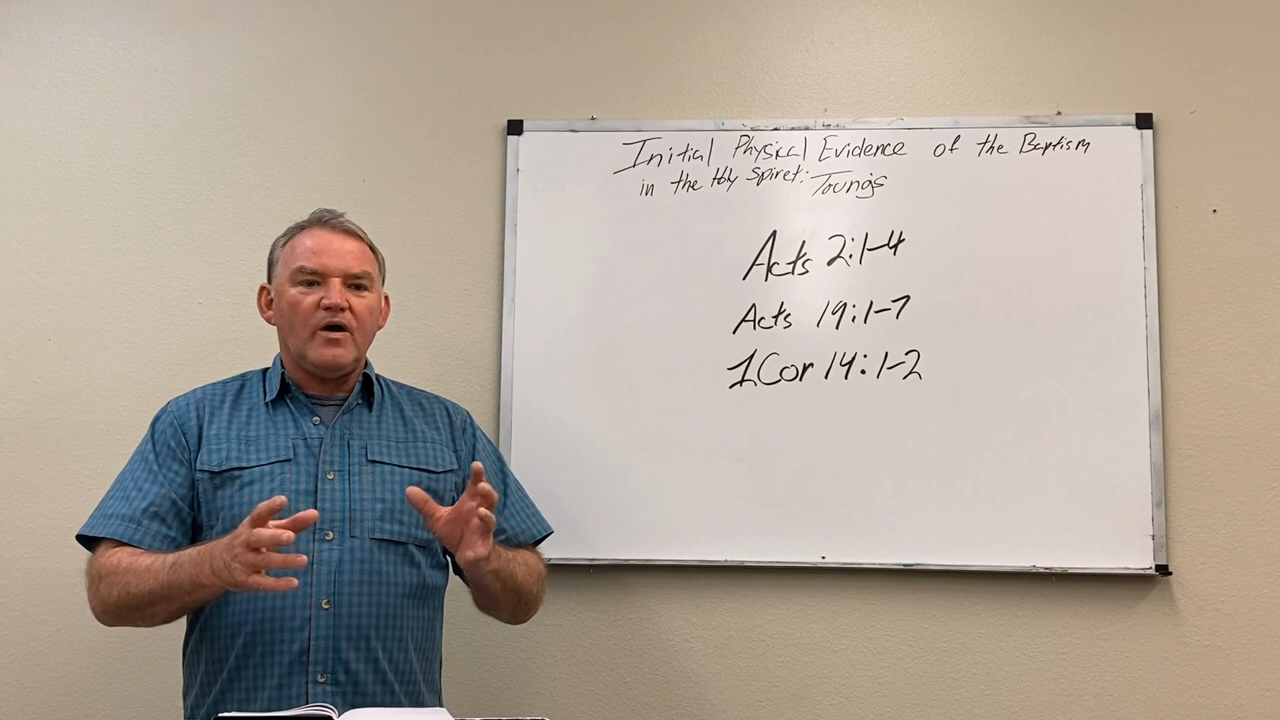 Initial Physical Evidence of the Baptism
in the Holy Spiret: Toungs
Acts 2:1-4
Acts 19:1-7
1Cor 14:1-2